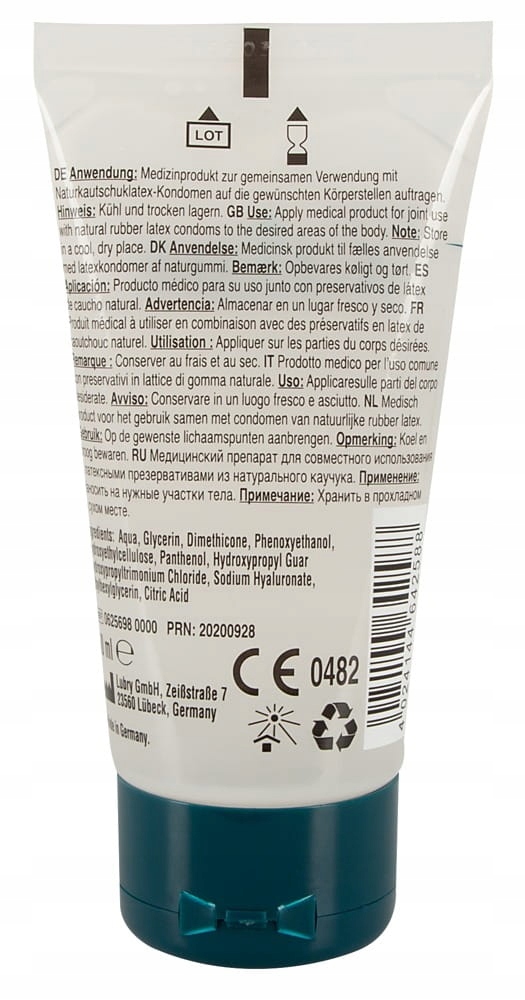 LOT
DE Anwendung: Medizinprodukt zur gemeinsamen Verwendung mit
Naturkautschuklatex-Kondomen auf die gewünschten Körperstellen auftragen.
Hinweis: Kühl und trocken lagern. GB Use: Apply medical product for joint use
with natural rubber latex condoms to the desired areas of the body. Note: Store
in a cool, dry place. DK Anvendelse: Medicinsk produkt til fælles anvendelse
med latexkondomer af naturgummi. Bemærk: Opbevares køligt og tørt. ES
Aplicación: Producto médico para su uso junto con preservativos de látex
de caucho natural. Advertencia: Almacenar en un lugar fresco y seco. FR
Produit médical à utiliser en combinaison avec des préservatifs en latex de
caoutchouc naturel. Utilisation : Appliquer sur les parties du corps désirées.
Remarque : Conserver au frais et au sec. IT Prodotto medico per l'uso comune
con preservativi in lattice di gomma naturale. Uso: Applicaresulle parti del corpo
desiderate. Avviso: Conservare in un luogo fresco e asciutto. NL Medisch
product voor het gebruik samen met condomen van natuurlijke rubber latex.
Gebruik: Op de gewenste lichaamspunten aanbrengen. Opmerking: Koel en
droog bewaren. RU Медицинский препарат для совместного использования
латексными презервативами из натурального каучука. Применение:
наносить на нужные участки тела. Примечание: Хранить в прохладном
сухом месте.
Ingredients: Aqua, Glycerin, Dimethicone, Phenoxyethanol,
Hydroxyethylcellulose, Panthenol, Hydroxypropyl Guar
Hydroxypropyltrimonium Chloride, Sodium Hyaluronate,
Ethylhexylglycerin, Citric Acid
0625698 0000 PRN: 20200928
ml e
CE 0482
Lubry GmbH, Zeißstraße 7
23560 Lübeck, Germany
Made in Germany.
4 024144 642588